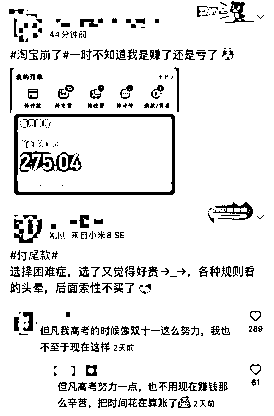 44分钟前
#淘宝崩了#一时不知道我是赚了还是亏了
我的订单
275.04
刚刚 来自小米8 SE
#付尾款#
选择困难症，选了又觉得好贵→_→，各种规则看
的头晕，后面索性不买了
但凡我高考的时候像双十一这么努力，我也
不至于现在这样 2天前
289
但凡高考努力一点，也不用现在赚钱那
么辛苦，把时间花在算账了 2天前
61